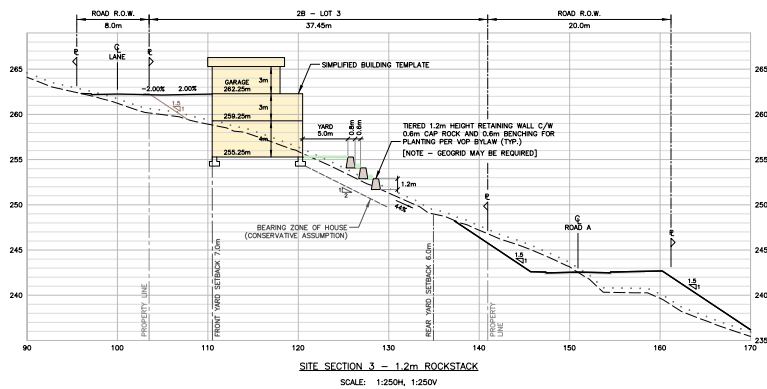 ROAD R.O.W.
8.0m
2B - LOT 3
37.45m
ROAD R.O.W.
20.0m
265
260
255
250
245
240
265
260
255
250
245
240
235
LANE
-2.00%
2.00%
1.5
1
GARAGE
262.25m
3m
259.25m
3m
255.25m
4m
SIMPLIFIED BUILDING TEMPLATE
YARD
5.0m
0.8m
0.6m
TIERED 1.2m HEIGHT RETAINING WALL C/W
0.6m CAP ROCK AND 0.6m BENCHING FOR
PLANTING PER VOP BYLAW (TYP.)
[NOTE - GEOGRID MAY BE REQUIRED]
1.2m
1
2
44%
BEARING ZONE OF HOUSE
(CONSERVATIVE ASSUMPTION)
PROPERTY LINE
FRONT YARD SETBACK 7.0m
REAR YARD SETBACK 6.0m
PROPERTY
LINE
ROAD A
1.5
1
1.5
1
90
100
110
120
130
140
150
160
170
SITE SECTION 3 - 1.2m ROCKSTACK
SCALE: 1:250H, 1:250V